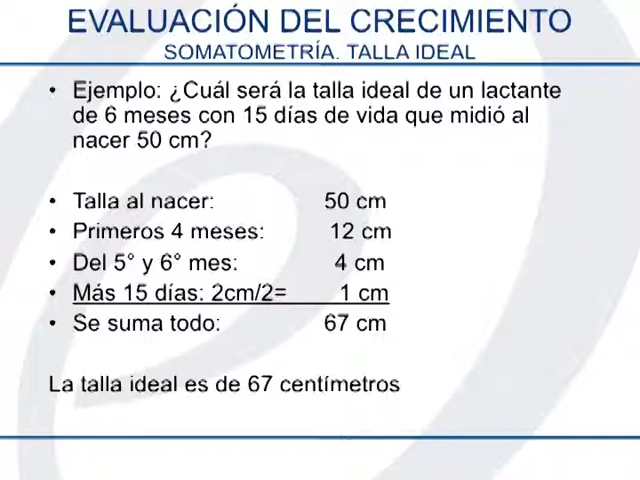 EVALUACIÓN DEL CRECIMIENTO
SOMATOMETRÍA. TALLA IDEAL
• Ejemplo: ¿Cuál será la talla ideal de un lactante
de 6 meses con 15 días de vida que midió al
nacer 50 cm?
• Talla al nacer: 50 cm
• Primeros 4 meses: 12 cm
• Del 5° y 6° mes: 4 cm
• Más 15 días: 2cm/2= 1 cm
• Se suma todo: 67 cm
La talla ideal es de 67 centímetros